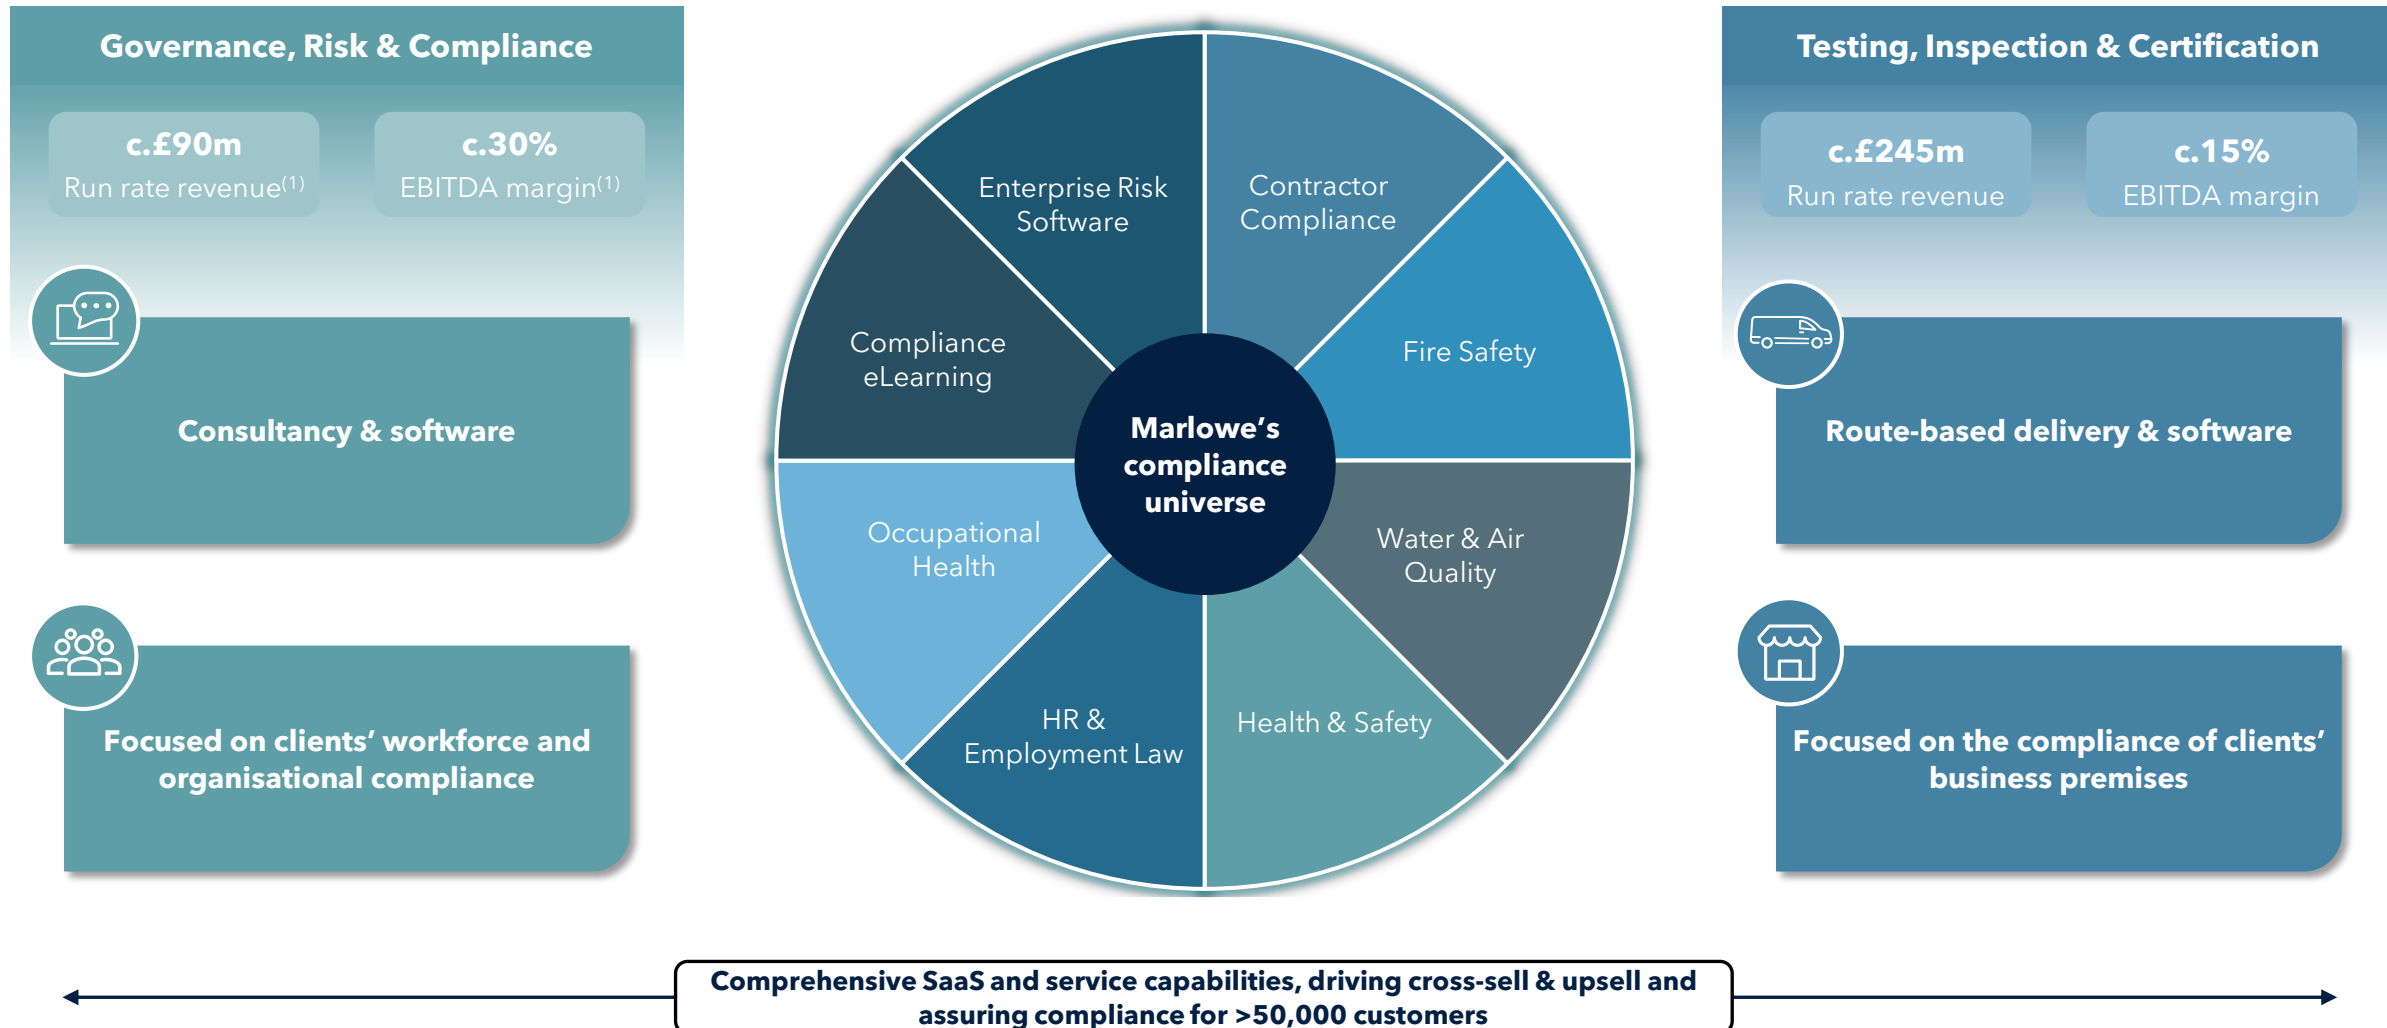 Governance, Risk & Compliance
c.£90m
Run rate revenue(1)
c.30%
EBITDA margin(1)
Consultancy & software
Focused on clients’ workforce and
organisational compliance
Enterprise Risk
Software
Contractor
Compliance
Compliance
eLearning
Fire Safety
Marlowe’s
compliance
universe
Occupational
Health
Water & Air
Quality
HR &
Employment Law
Health & Safety
Testing, Inspection & Certification
c.£245m
Run rate revenue
c.15%
EBITDA margin
Route-based delivery & software
Focused on the compliance of clients’
business premises
Comprehensive SaaS and service capabilities, driving cross-sell & upsell and
assuring compliance for >50,000 customers